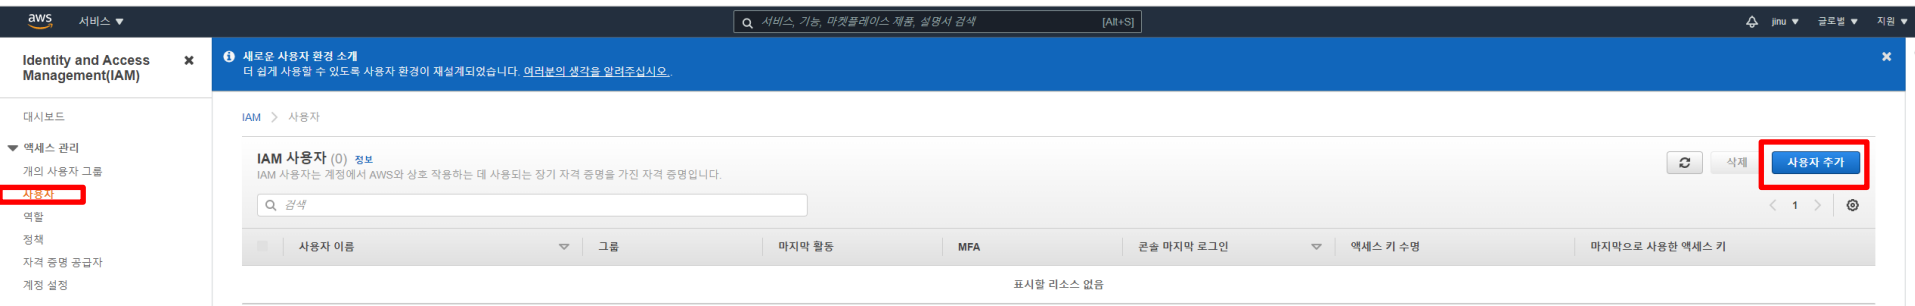 aws 서비스 ▼ 서비스, 기능, 마켓플레이스 제품, 설명서 검색 [Alt+S] jinu ▼ 글로벌 ▼ 지원 ▼
Identity and Access
Management(IAM)
대시보드
액세스 관리
개의 사용자 그룹
사용자
역할
정책
자격 증명 공급자
계정 설정
새로운 사용자 환경 소개
더 쉽게 사용할 수 있도록 사용자 환경이 재설계되었습니다. 여러분의 생각을 알려주십시오.
IAM > 사용자
IAM 사용자 (0) 정보
IAM 사용자는 계정에서 AWS와 상호 작용하는 데 사용되는 장기 자격 증명을 가진 자격 증명입니다.
삭제 사용자 추가
검색
< 1 >
사용자 이름 그룹 마지막 활동 MFA 콘솔 마지막 로그인 액세스 키 수명 마지막으로 사용한 액세스 키
표시할 리소스 없음